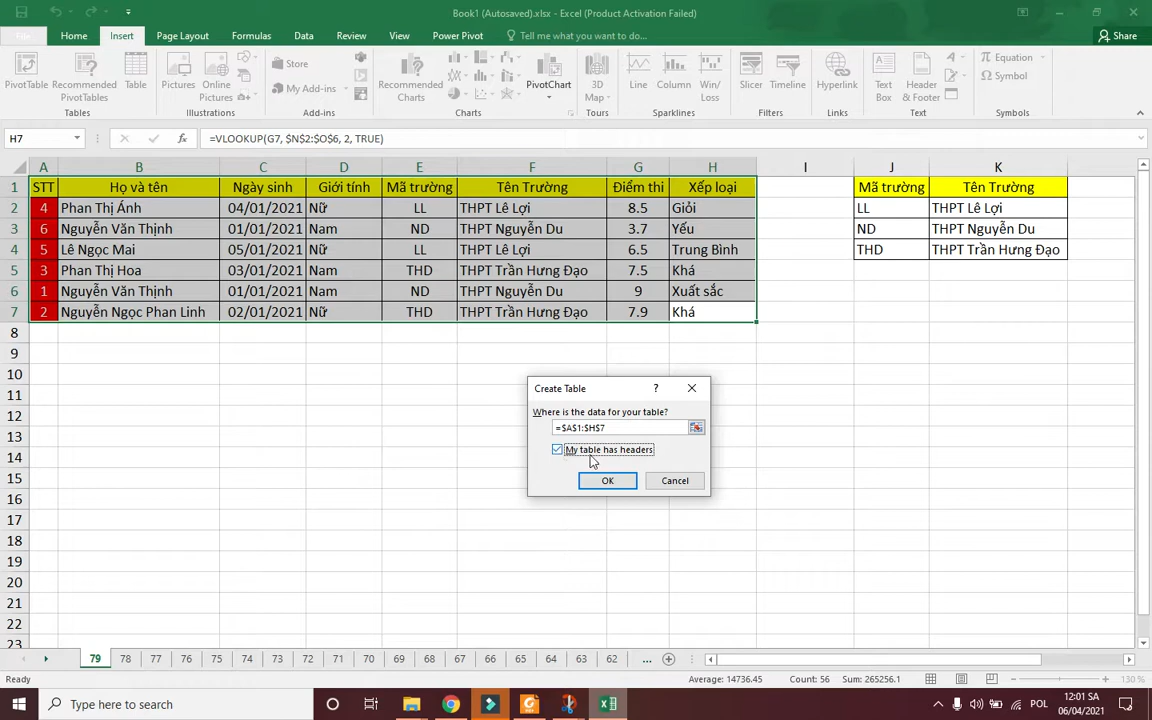 Book1 (Autosaved).xlsx - Excel (Product Activation Failed)
File Home Insert Page Layout Formulas Data Review View Power Pivot Tell me what you want to do... Share
PivotTable Recommended PivotTables Pictures Online Pictures Store My Add-ins Recommended Charts PivotChart 3D Map Line Column Win/Loss Slicer Timeline Hyperlink Text Box Header & Footer Equation Symbol
Tables Illustrations Add-ins Charts Tours Sparklines Filters Links Text Symbols
H7 fx =VLOOKUP(G7, $N$2:$O$6, 2, TRUE)
A B C D E F G H I J K
1 STT Họ và tên Ngày sinh Giới tính Mã trường Tên Trường Điểm thi Xếp loại Mã trường Tên Trường
2 4 Phan Thị Ánh 04/01/2021 Nữ LL THPT Lê Lợi 8.5 Giỏi LL THPT Lê Lợi
3 6 Nguyễn Văn Thịnh 01/01/2021 Nam ND THPT Nguyễn Du 3.7 Yếu ND THPT Nguyễn Du
4 5 Lê Ngọc Mai 05/01/2021 Nữ LL THPT Lê Lợi 6.5 Trung Bình THD THPT Trần Hưng Đạo
5 3 Phan Thị Hoa 03/01/2021 Nam THD THPT Trần Hưng Đạo 7.5 Khá
6 1 Nguyễn Văn Thịnh 01/01/2021 Nam ND THPT Nguyễn Du 9 Xuất sắc
7 2 Nguyễn Ngọc Phan Linh 02/01/2021 Nữ THD THPT Trần Hưng Đạo 7.9 Khá
8
9
10
11
12
13
14
15
16
17
18
19
20
21
22
23
Create Table ?
Where is the data for your table?
=$A$1:$H$7
My table has headers
OK Cancel
79 78 77 76 75 74 73 72 71 70 69 68 67 66 65 64 63 62 ...
Ready Average: 14736.45 Count: 56 Sum: 265256.1 130 %
Type here to search POL 12:01 SA
06/04/2021